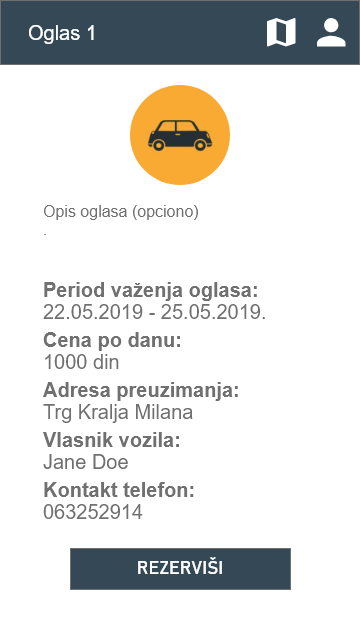 Oglas 1
Opis oglasa (opciono)
.
Period važenja oglasa:
22.05.2019 - 25.05.2019.
Cena po danu:
1000 din
Adresa preuzimanja:
Trg Kralja Milana
Vlasnik vozila:
Jane Doe
Kontakt telefon:
063252914
REZERVIŠI